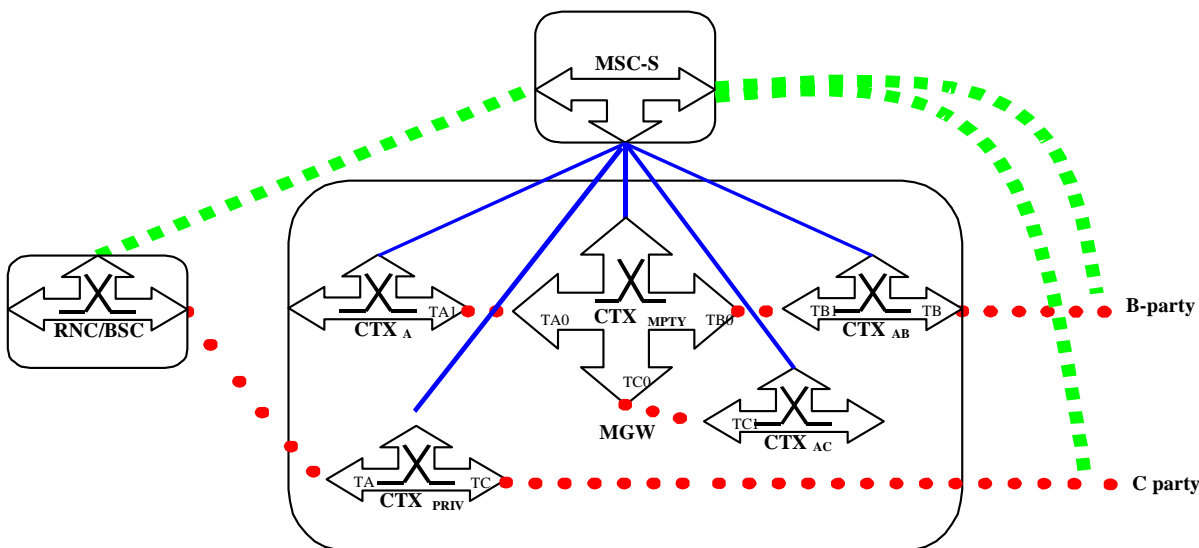 MSC-S
RNC/BSC
CTX A
TA1
TA0
CTX MPTY
TB0
TC0
TB1
CTX AB
TB
B-party
MGW
TC1
CTX AC
TA
CTX PRIV
TC
C party